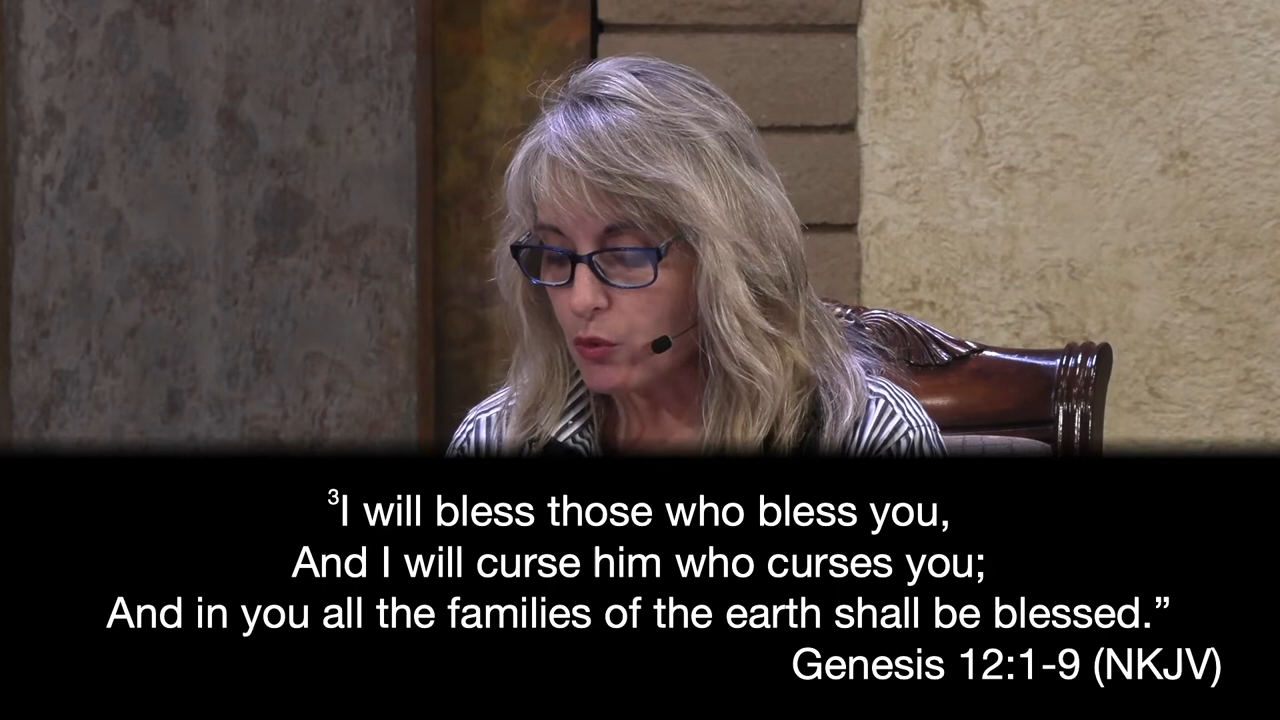 ³I will bless those who bless you,
And I will curse him who curses you;
And in you all the families of the earth shall be blessed.”
Genesis 12:1-9 (NKJV)